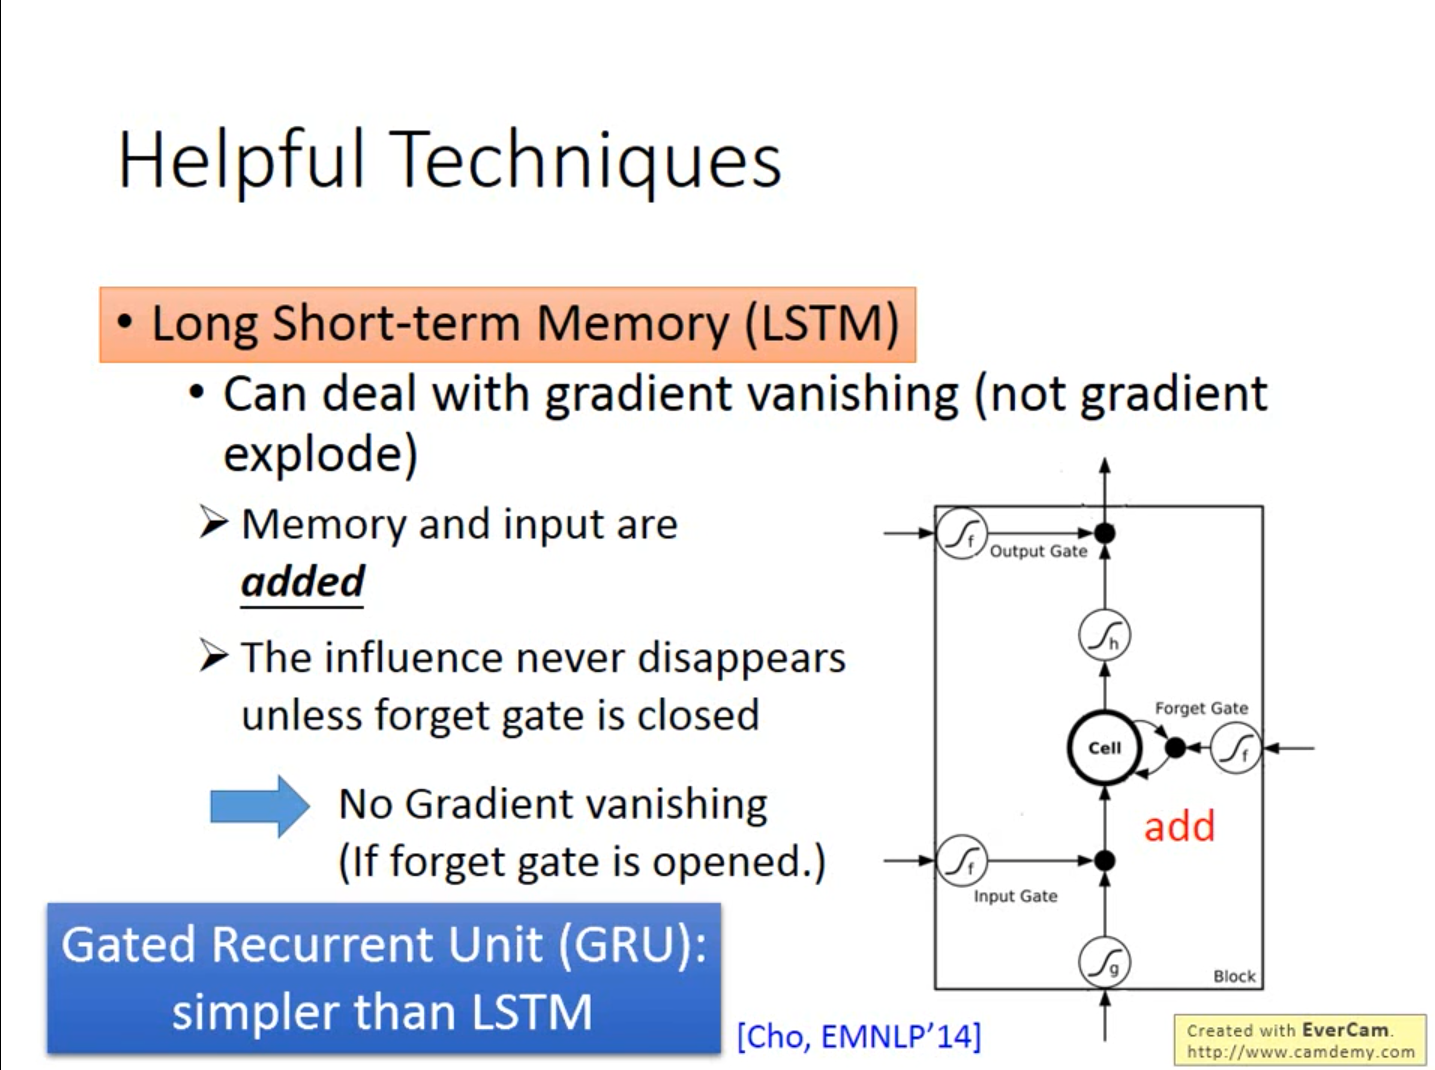 Helpful Techniques
• Long Short-term Memory (LSTM)
• Can deal with gradient vanishing (not gradient
explode)
➢ Memory and input are
added
➢ The influence never disappears
unless forget gate is closed
No Gradient vanishing
(If forget gate is opened.)
Gated Recurrent Unit (GRU):
simpler than LSTM
[Cho, EMNLP’14]
f
Output Gate
h
Forget Gate
Cell
f
add
f
Input Gate
g
Block
Created with EverCam.
http://www.camdemy.com